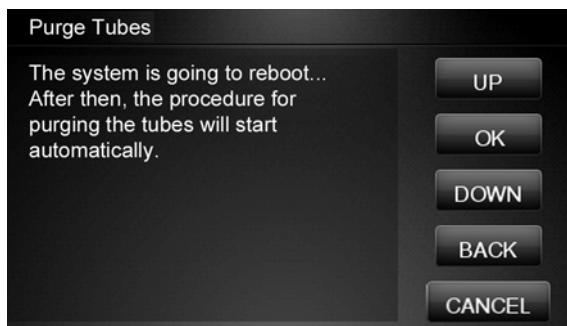 Purge Tubes
The system is going to reboot...
After then, the procedure for
purging the tubes will start
automatically.
UP
OK
DOWN
BACK
CANCEL